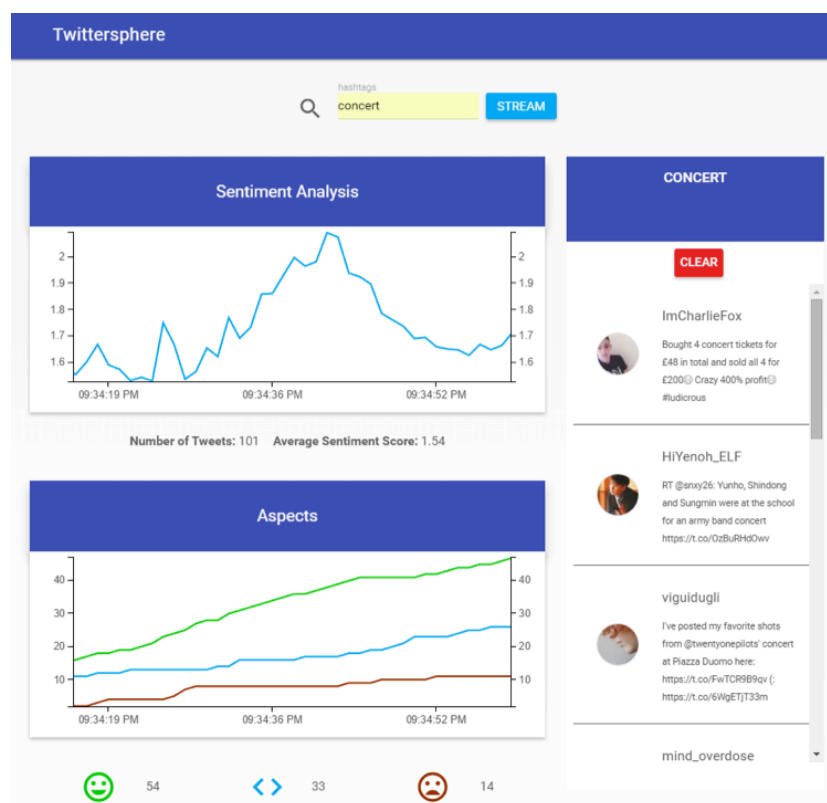 Twittersphere
hashtags
concert
STREAM
Sentiment Analysis
2
2
1.9
1.9
1.8
1.8
1.7
1.7
1.6
1.6
09:34:19 PM
09:34:36 PM
09:34:52 PM
Number of Tweets: 101 Average Sentiment Score: 1.54
Aspects
40
40
30
30
20
20
10
10
09:34:19 PM
09:34:36 PM
09:34:52 PM
54
33
14
CONCERT
CLEAR
ImCharlieFox
Bought 4 concert tickets for
£48 in total and sold all 4 for
£200 Crazy 400% profit
#ludicrous
HiYenoh_ELF
RT @snxy26: Yunho, Shindong
and Sungmin were at the school
for an army band concert
https://t.co/OzBuRHdOwv
viguidugli
I've posted my favorite shots
from @twentyonepilots' concert
at Piazza Duomo here:
https://t.co/FwTCR9B9qv (:
https://t.co/6WgETjT33m
mind_overdose